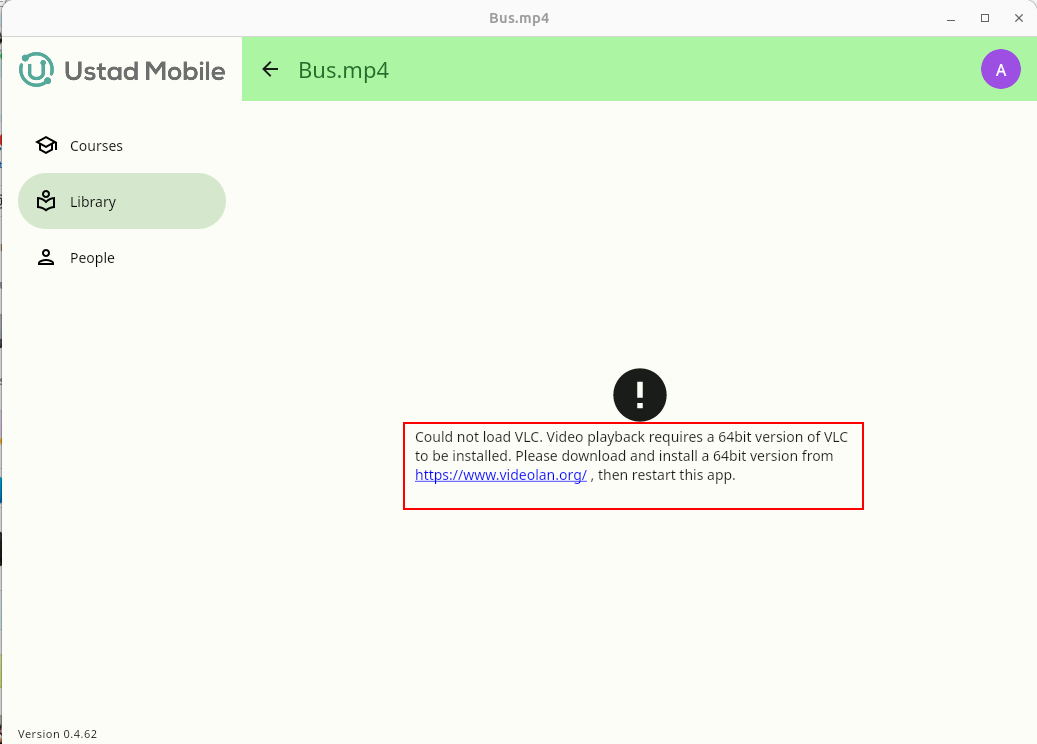 Bus.mp4
Ustad Mobile
Bus.mp4
A
Courses
Library
People
Could not load VLC. Video playback requires a 64bit version of VLC
to be installed. Please download and install a 64bit version from
https://www.videolan.org/ , then restart this app.
Version 0.4.62